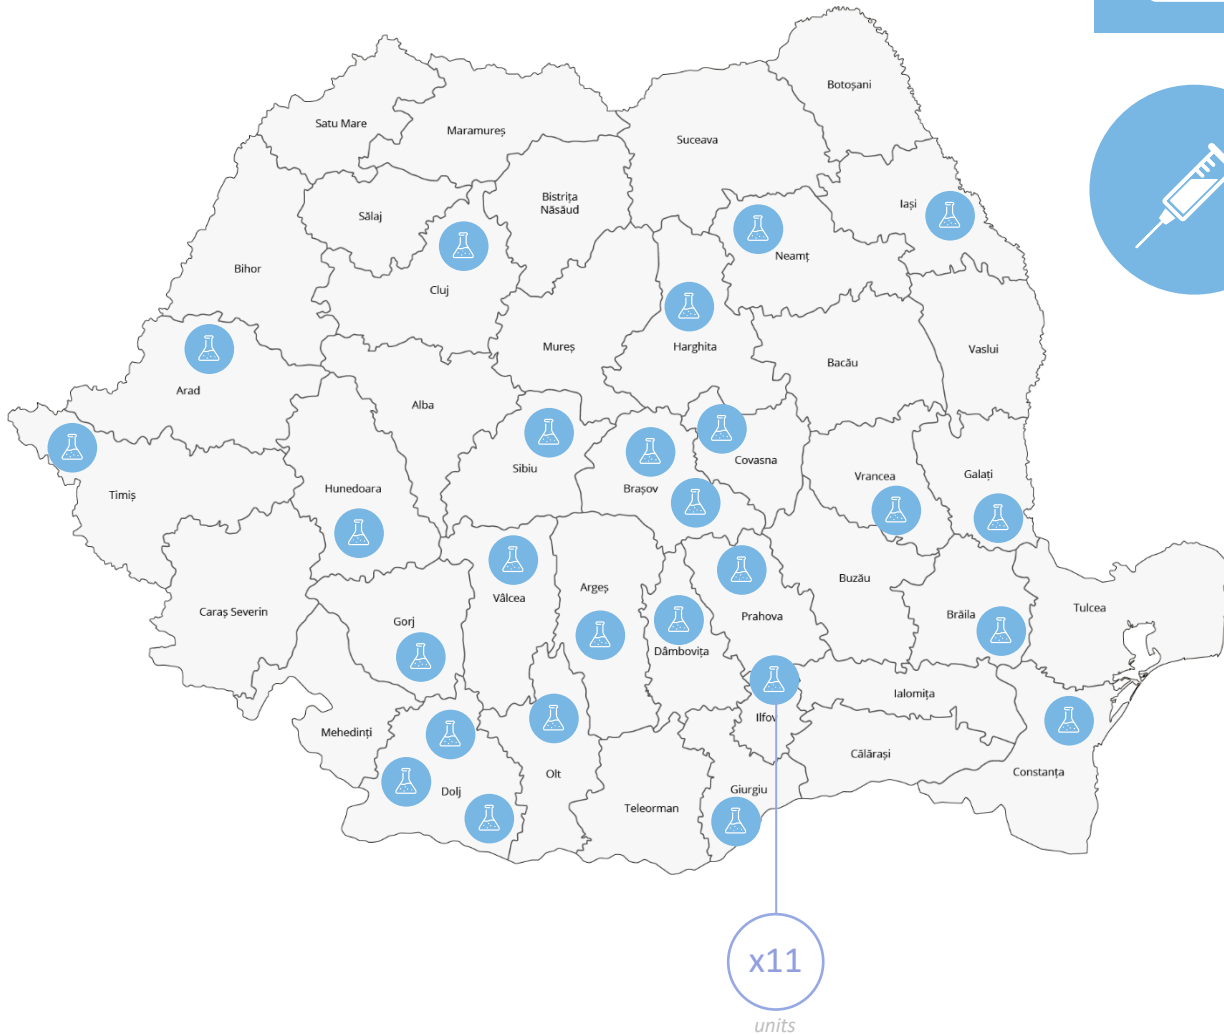 Botoșani
Satu Mare
Maramureș
Suceava
Bistrița
Năsăud
Iași
Sălaj
Neamț
Bihor
Cluj
Mureș
Harghita
Vaslui
Bacău
Arad
Alba
Covasna
Sibiu
Vrancea
Galați
Hunedoara
Brașov
Timiș
Buzău
Argeș
Vâlcea
Tulcea
Caraș Severin
Brăila
Prahova
Gorj
Dâmbovița
Ialomița
Ilfov
Mehedinți
Călărași
Constanța
Olt
Dolj
Giurgiu
Teleorman
x11
units